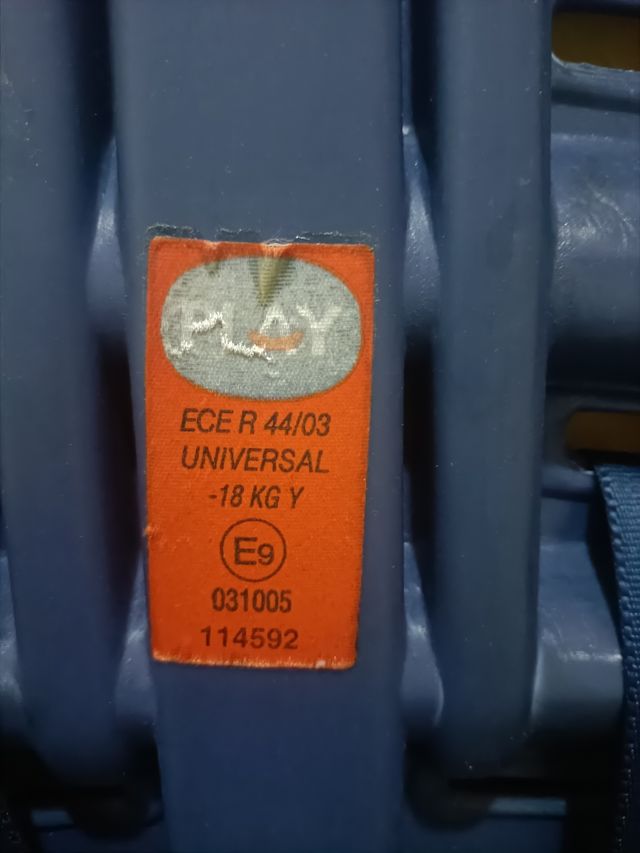 PLAY
ECE R 44/03
UNIVERSAL
-18 KG Y
E9
031005
114592